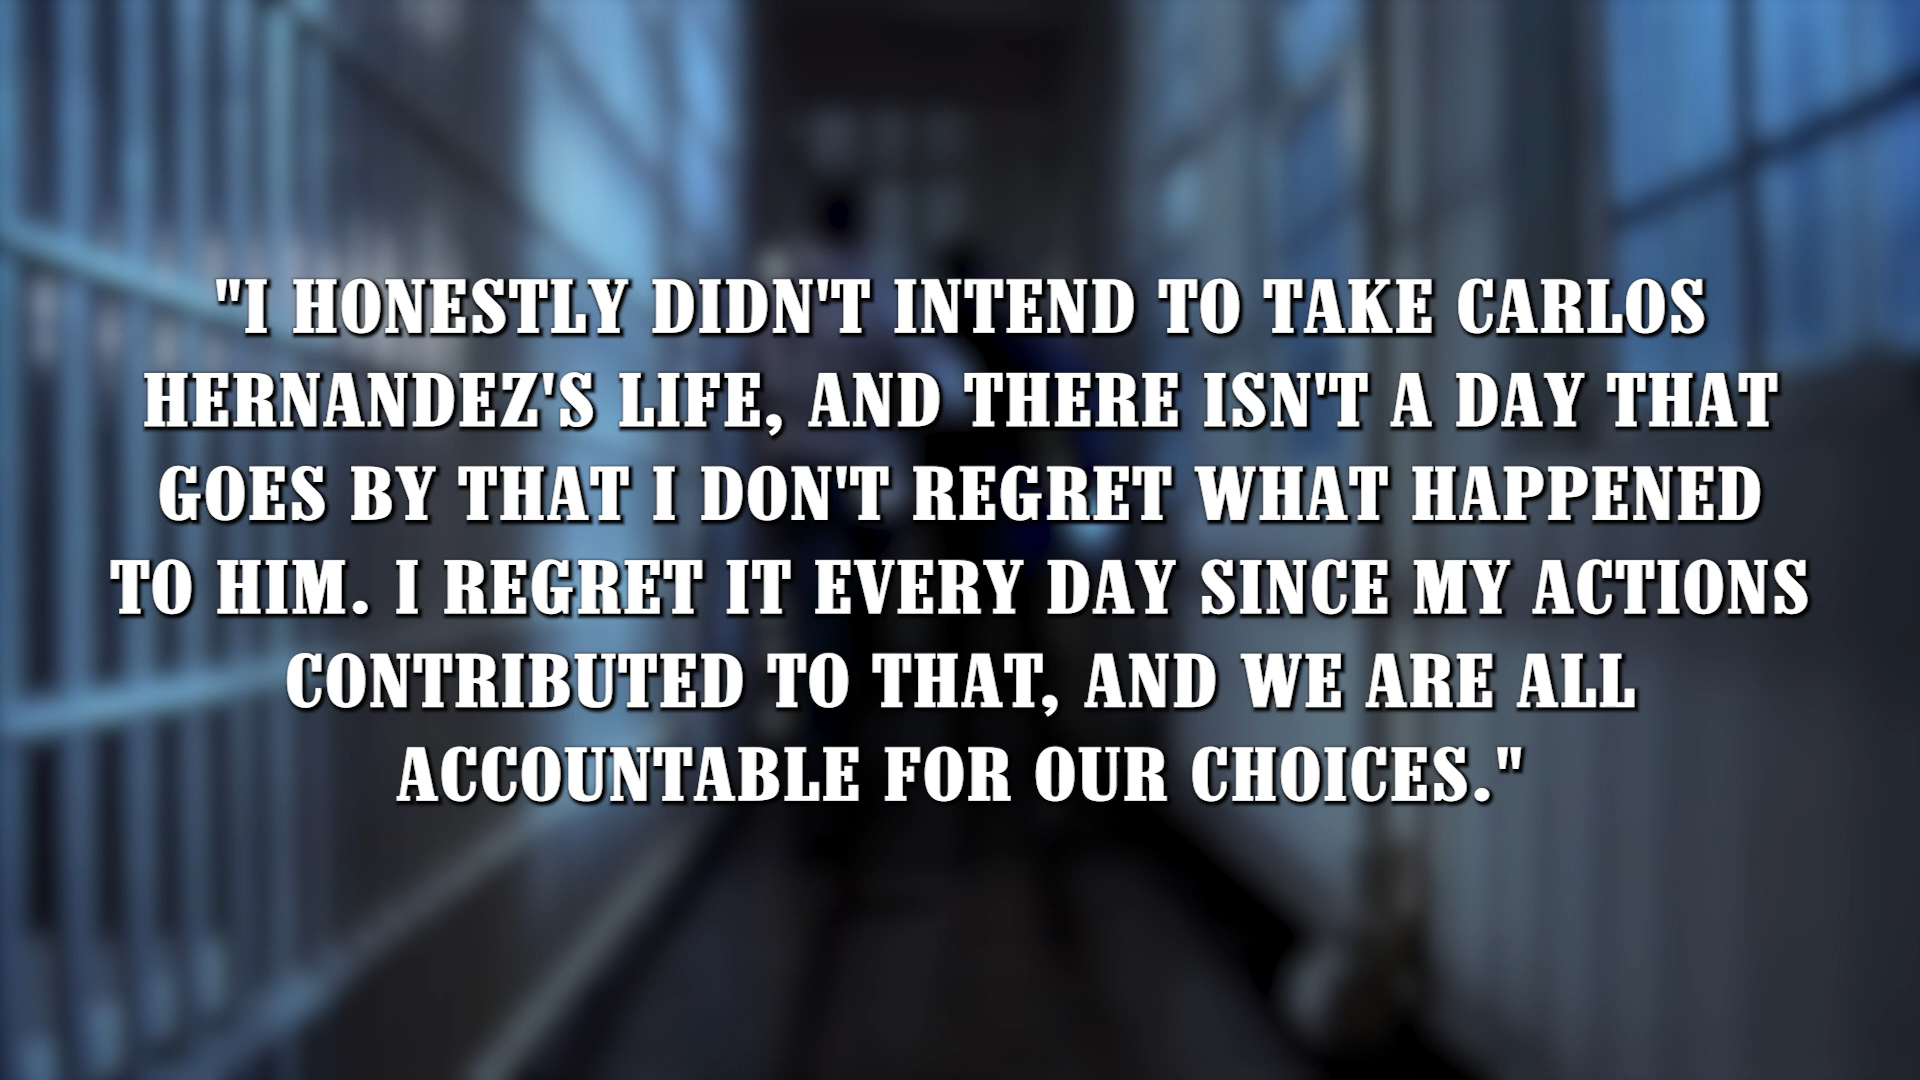 "I HONESTLY DIDN'T INTEND TO TAKE CARLOS
HERNANDEZ'S LIFE, AND THERE ISN'T A DAY THAT
GOES BY THAT I DON'T REGRET WHAT HAPPENED
TO HIM. I REGRET IT EVERY DAY SINCE MY ACTIONS
CONTRIBUTED TO THAT, AND WE ARE ALL
ACCOUNTABLE FOR OUR CHOICES."